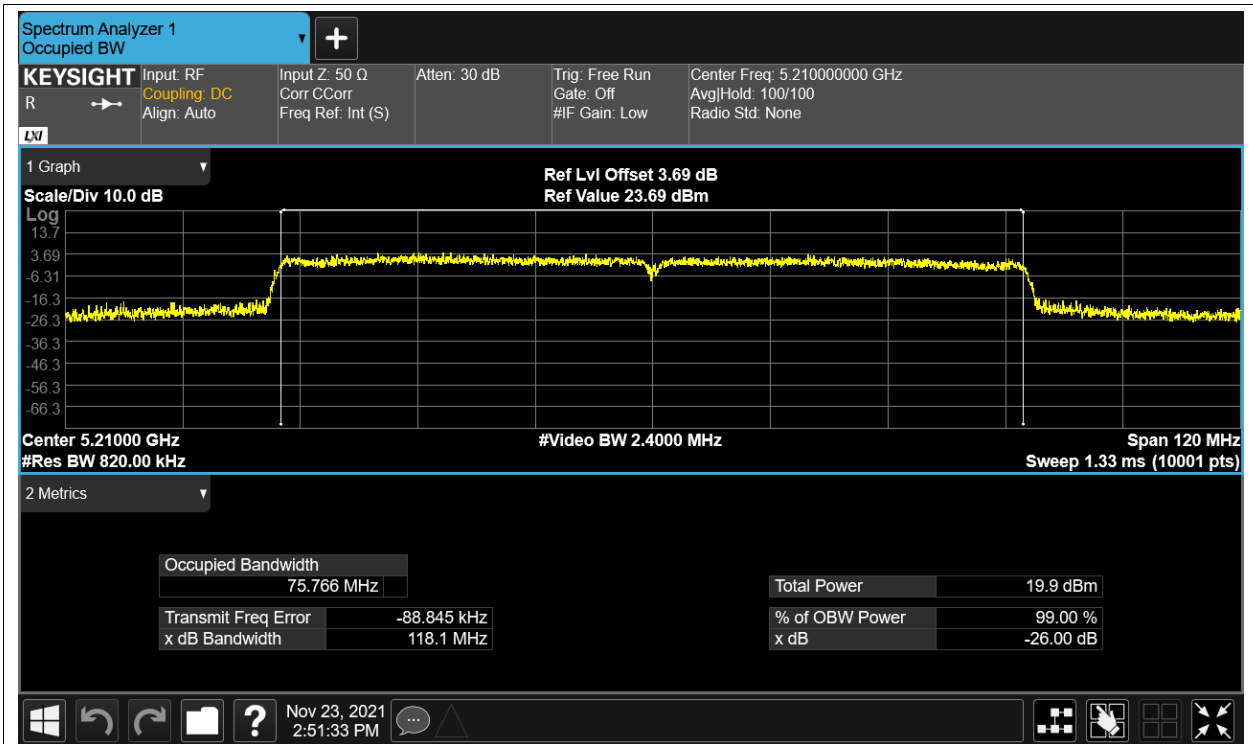 Spectrum Analyzer 1
Occupied BW
KEYSIGHT Input: RF Input Z: 50 Ω Atten: 30 dB Trig: Free Run Center Freq: 5.210000000 GHz
R Coupling: DC Corr CCorr Gate: Off Avg|Hold: 100/100
Align: Auto Freq Ref: Int (S) #IF Gain: Low Radio Std: None
LXI
1 Graph
Ref Lvl Offset 3.69 dB
Scale/Div 10.0 dB Ref Value 23.69 dBm
Log
13.7
3.69
-6.31
-16.3
-26.3
-36.3
-46.3
-56.3
-66.3
Center 5.21000 GHz #Video BW 2.4000 MHz Span 120 MHz
#Res BW 820.00 kHz Sweep 1.33 ms (10001 pts)
2 Metrics
Occupied Bandwidth
75.766 MHz Total Power 19.9 dBm
Transmit Freq Error -88.845 kHz % of OBW Power 99.00 %
x dB Bandwidth 118.1 MHz x dB -26.00 dB
Nov 23, 2021
2:51:33 PM